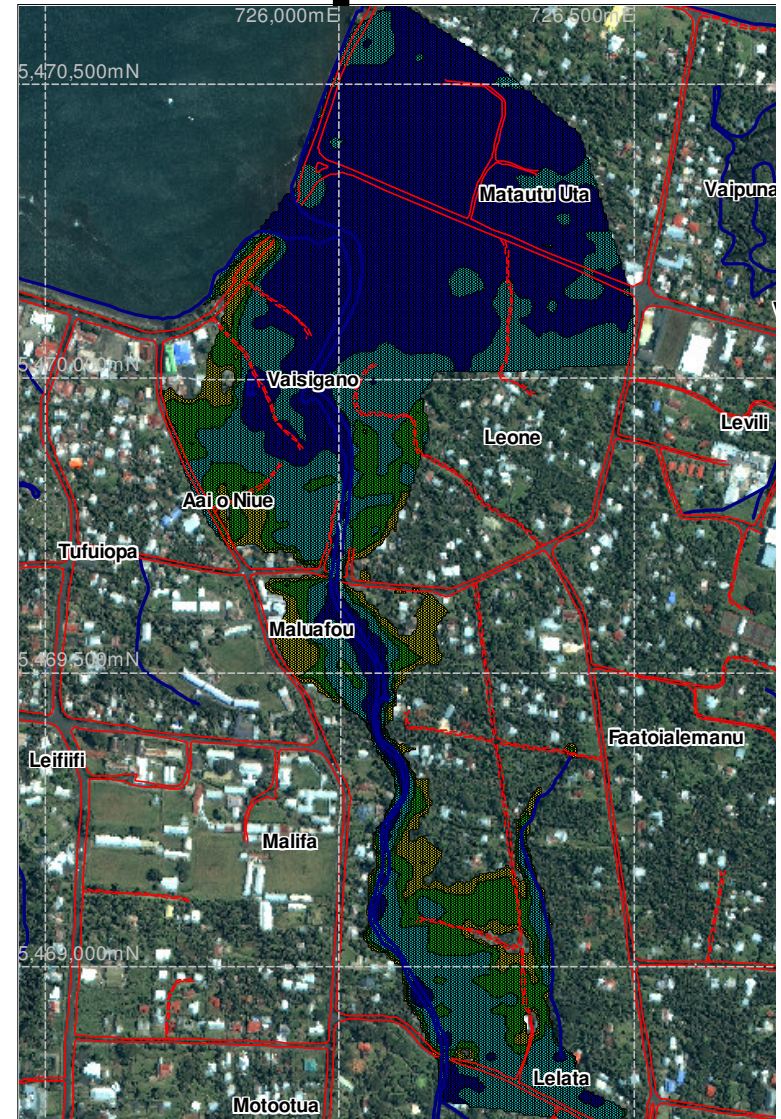 726,000mE
726,500mE
5,470,500mN
Matautu Uta
Vaipuna
5,470,000mN
Vaisigano
Levili
Leone
Aai o Niue
Tufuiopa
Maluafou
5,469,500mN
Faatoialemanu
Leifiifi
Malifa
5,469,000mN
Lelata
Motootua